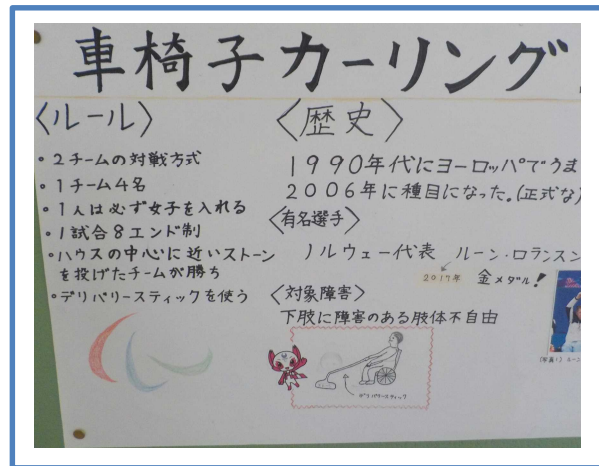 車椅子カーリング
〈ルール〉
・2チームの対戦方式
・1チーム4名
・1人は必ず女子を入れる
・1試合8エンド制
・ハウスの中心に近いストーン
を投げたチームが勝ち
・デリバリースティックを使う
〈歴史〉
1990年代にヨーロッパでうま
2006年に種目になった。(正式な)
〈有名選手〉
ノルウェー代表 ルーン・ロランスン
2017年 金メダル!
〈対象障害〉
下肢に障害のある肢体不自由
デリバリースティック
(写真1)